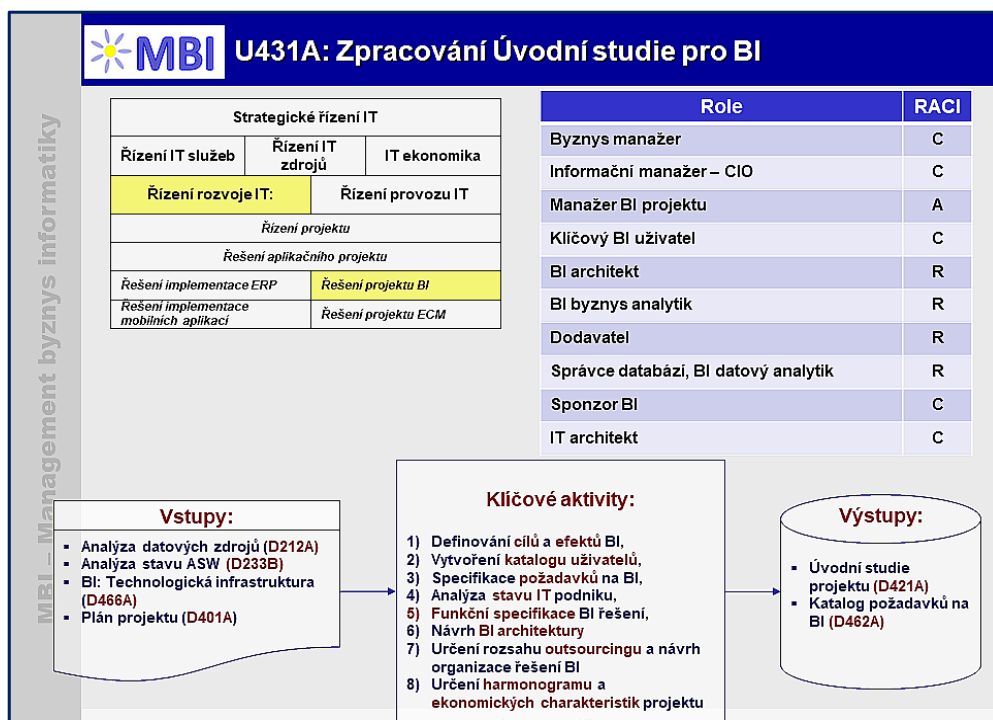 MBI
U431A: Zpracování Úvodní studie pro BI
MBI – Management byznys informatiky
Strategické řízení IT
Řízení IT služeb
Řízení IT
zdrojů
IT ekonomika
Řízení rozvoje IT:
Řízení provozu IT
Řízení projektu
Řešení aplikačního projektu
Řešení implementace ERP
Řešení projektu BI
Řešení implementace
mobilních aplikací
Řešení projektu ECM
Role RACI
Byznys manažer C
Informační manažer – CIO C
Manažer BI projektu A
Klíčový BI uživatel C
BI architekt R
BI byznys analytik R
Dodavatel R
Správce databází, BI datový analytik R
Sponzor BI C
IT architekt C
Vstupy:
▪ Analýza datových zdrojů (D212A)
▪ Analýza stavu ASW (D233B)
▪ BI: Technologická infrastruktura
(D466A)
▪ Plán projektu (D401A)
Klíčové aktivity:
1) Definování cílů a efektů BI,
2) Vytvoření katalogu uživatelů,
3) Specifikace požadavků na BI,
4) Analýza stavu IT podniku,
5) Funkční specifikace BI řešení,
6) Návrh BI architektury
7) Určení rozsahu outsourcingu a návrh
organizace řešení BI
8) Určení harmonogramu a
ekonomických charakteristik projektu
Výstupy:
▪ Úvodní studie
projektu (D421A)
▪ Katalog požadavků na
BI (D462A)